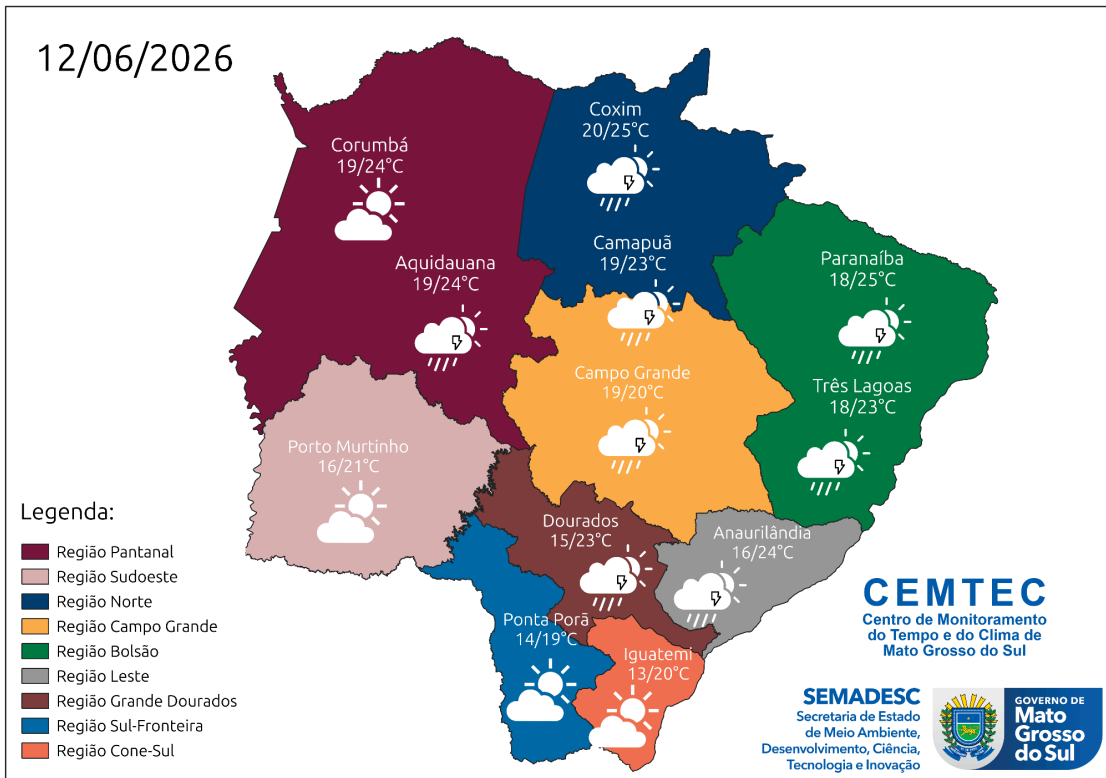 12/06/2026
Coxim
20/25°C
Corumbá
19/24°C
Camapuã
19/23°C
Aquidauana
19/24°C
Paranaíba
18/25°C
Campo Grande
19/20°C
Três Lagoas
18/23°C
Porto Murtinho
16/21°C
Dourados
15/23°C
Anaurilândia
16/24°C
Ponta Porã
14/19°C
Iguatemi
13/20°C
Legenda:
Região Pantanal
Região Sudoeste
Região Norte
Região Campo Grande
Região Bolsão
Região Leste
Região Grande Dourados
Região Sul-Fronteira
Região Cone-Sul
CEMTEC
Centro de Monitoramento
do Tempo e do Clima de
Mato Grosso do Sul
SEMADESC
Secretaria de Estado
de Meio Ambiente,
Desenvolvimento, Ciência,
Tecnologia e Inovação
GOVERNO DE
Mato
Grosso
do Sul